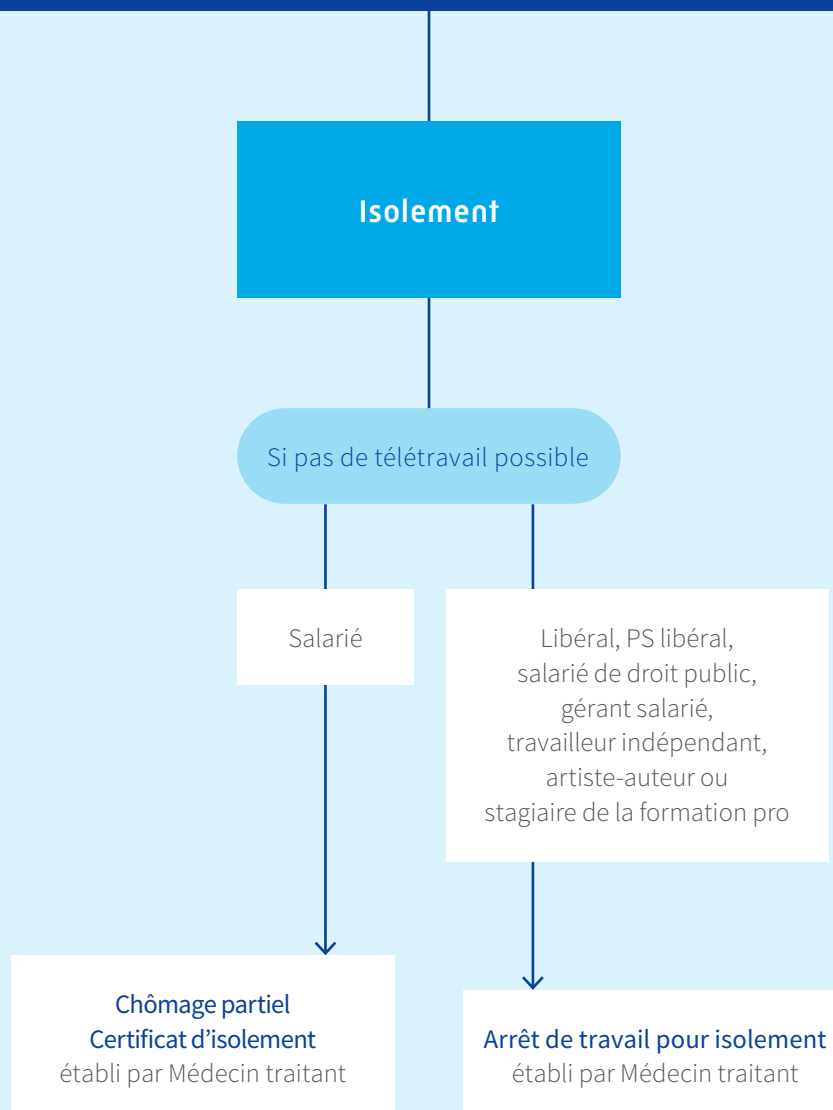 Isolement
Si pas de télétravail possible
Salarié
Libéral, PS libéral,
salarié de droit public,
gérant salarié,
travailleur indépendant,
artiste-auteur ou
stagiaire de la formation pro
Chômage partiel
Certificat d’isolement
établi par Médecin traitant
Arrêt de travail pour isolement
établi par Médecin traitant